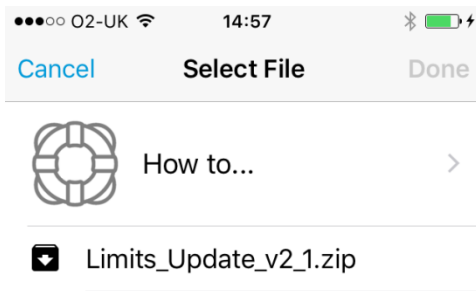 O2-UK 14:57
Cancel Select File Done
How to...
Limits_Update_v2_1.zip